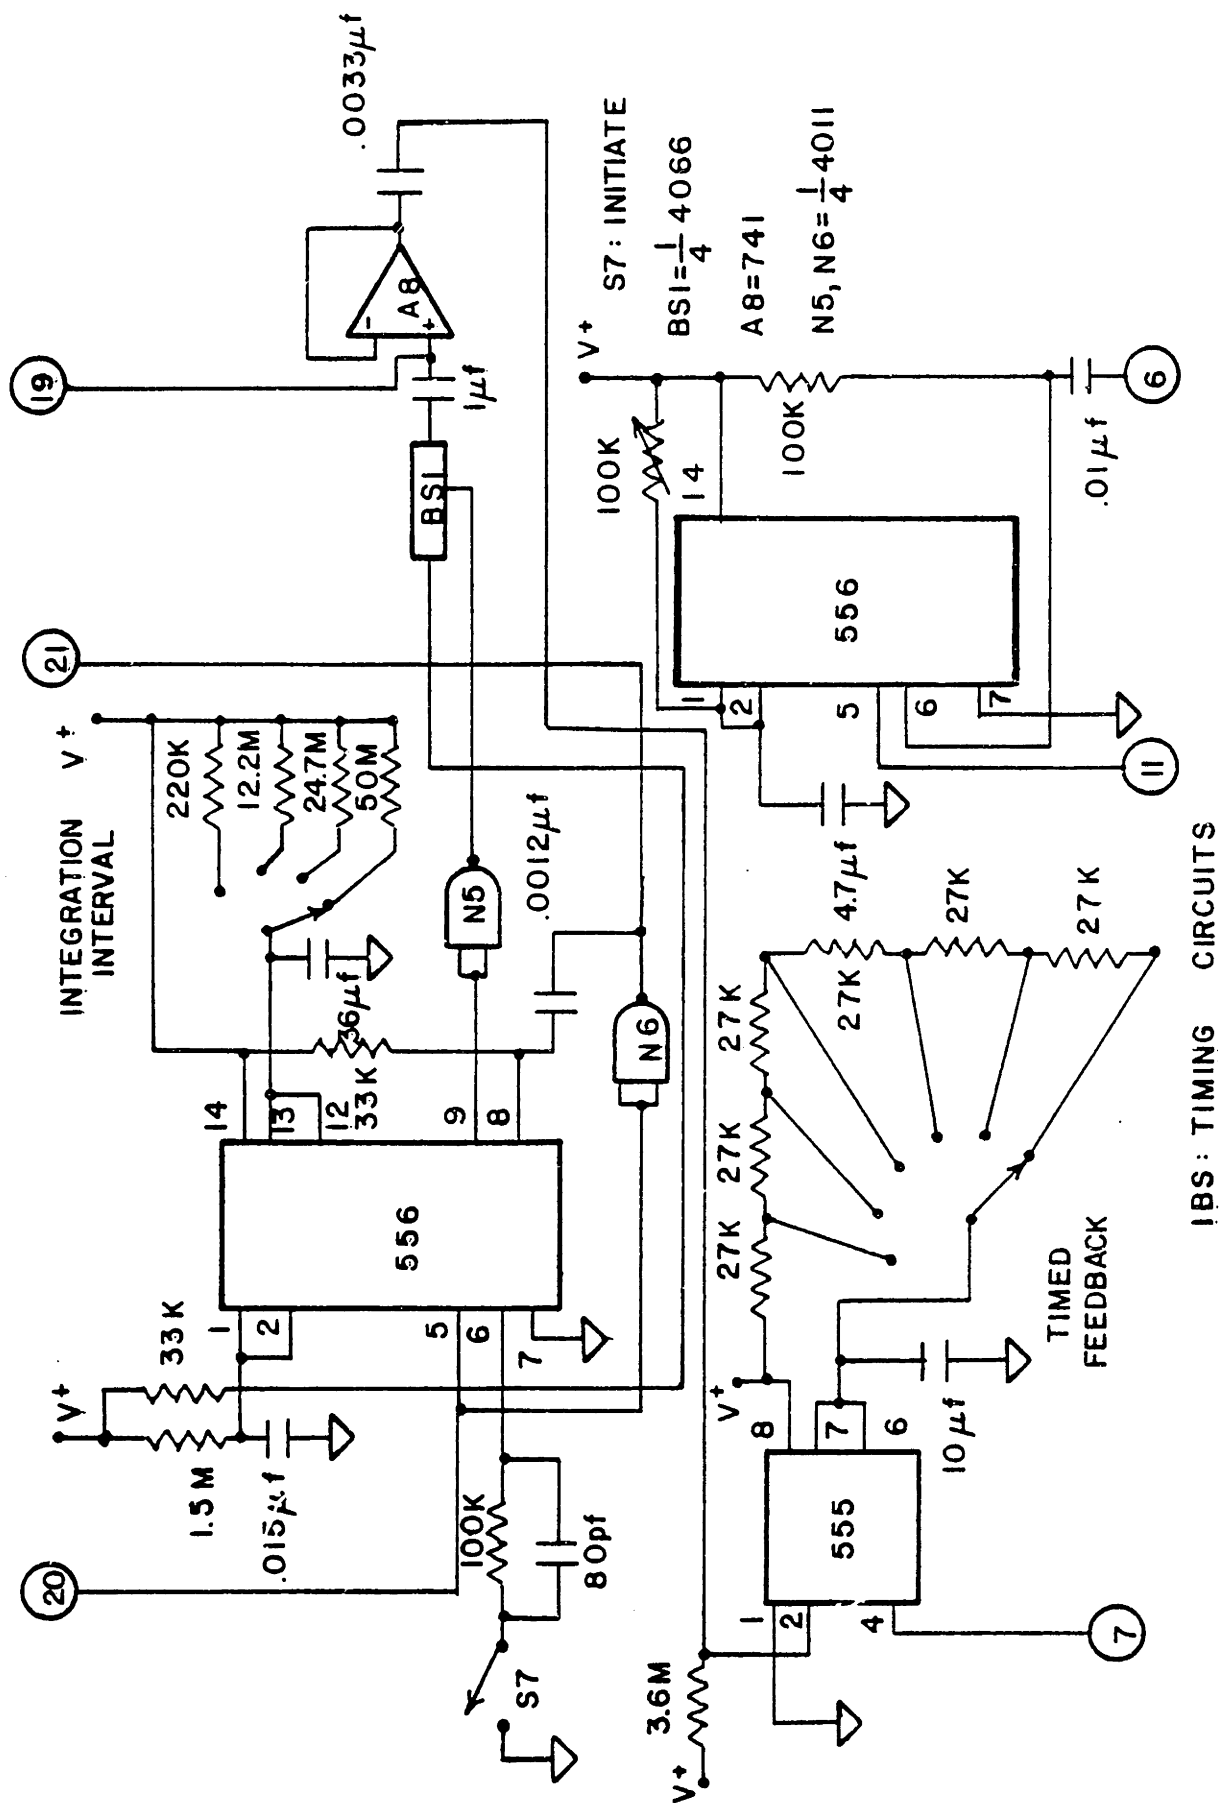 20
V+
33K
1.5M
.015µf
1
2
5
6
7
556
14
13
12
9
8
33K
36µf
INTEGRATION
INTERVAL
V+
220K
12.2M
24.7M
50M
21
19
N5
N6
.0012µf
BS1
1µf
A8
-
+
.0033µf
100K
80pf
S7
3.6M
V+
1
2
4
7
555
8
7
6
V+
10µf
27K
27K
27K
27K
27K
27K
TIMED
FEEDBACK
4.7µf
11
1
2
5
6
7
556
14
100K
V+
100K
.01µf
6
S7: INITIATE
BS1=1/4 4066
A8=741
N5, N6=1/4 4011
IBS: TIMING CIRCUITS